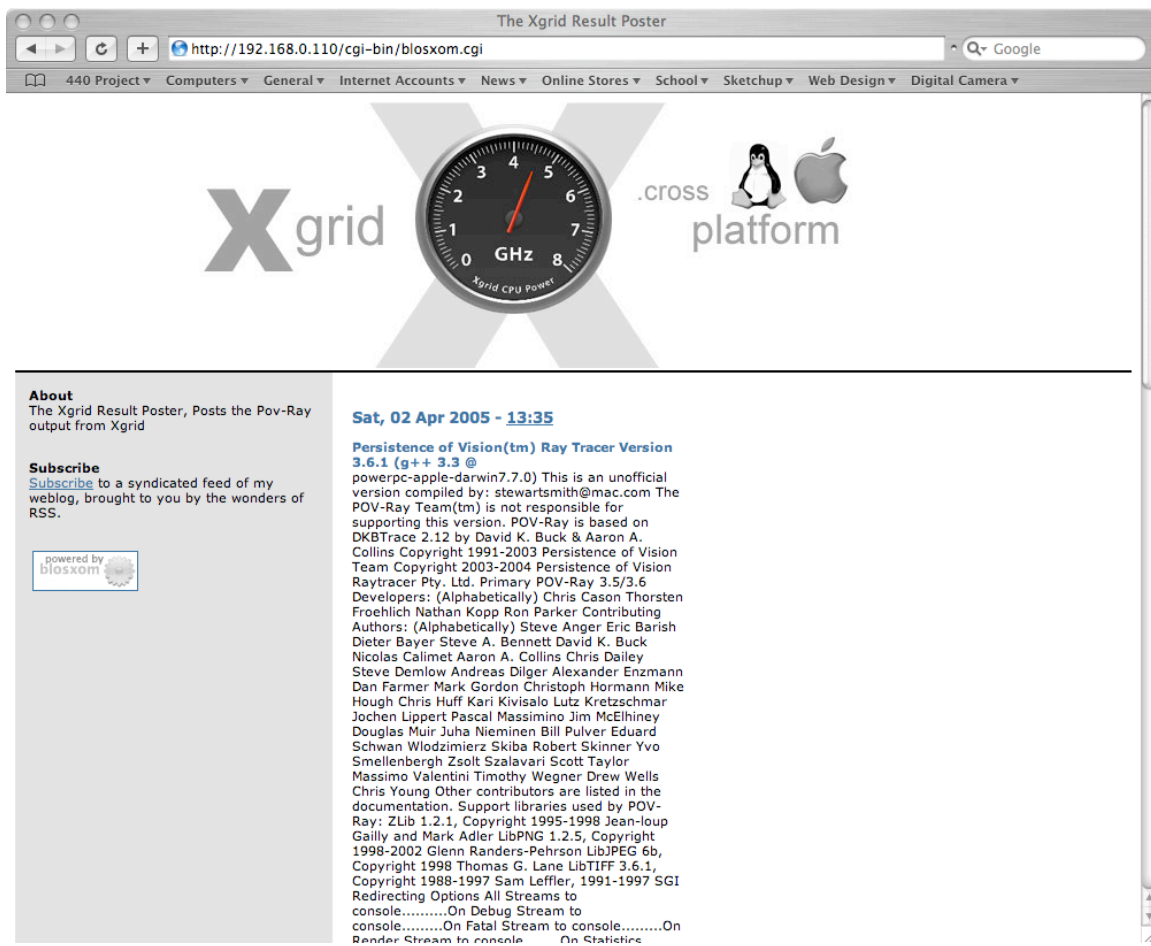 The Xgrid Result Poster
http://192.168.0.110/cgi-bin/blosxom.cgi
Google
440 Project Computers General Internet Accounts News Online Stores School Sketchup Web Design Digital Camera
X grid
0 1 2 3 4 5 6 7 8
GHz
Xgrid CPU Power
.cross
platform
About
The Xgrid Result Poster, Posts the Pov-Ray
output from Xgrid
Subscribe
Subscribe to a syndicated feed of my
weblog, brought to you by the wonders of
RSS.
powered by
blosxom
Sat, 02 Apr 2005 - 13:35
Persistence of Vision(tm) Ray Tracer Version
3.6.1 (g++ 3.3 @
powerpc-apple-darwin7.7.0) This is an unofficial
version compiled by: stewartsmith@mac.com The
POV-Ray Team(tm) is not responsible for
supporting this version. POV-Ray is based on
DKBTrace 2.12 by David K. Buck & Aaron A.
Collins Copyright 1991-2003 Persistence of Vision
Team Copyright 2003-2004 Persistence of Vision
Raytracer Pty. Ltd. Primary POV-Ray 3.5/3.6
Developers: (Alphabetically) Chris Cason Thorsten
Froehlich Nathan Kopp Ron Parker Contributing
Authors: (Alphabetically) Steve Anger Eric Barish
Dieter Bayer Steve A. Bennett David K. Buck
Nicolas Calimet Aaron A. Collins Chris Dailey
Steve Demlow Andreas Dilger Alexander Enzmann
Dan Farmer Mark Gordon Christoph Hormann Mike
Hough Chris Huff Kari Kivisalo Lutz Kretzschmar
Jochen Lippert Pascal Massimino Jim McElhiney
Douglas Muir Juha Nieminen Bill Pulver Eduard
Schwan Wlodzimierz Skiba Robert Skinner Yvo
Smellenbergh Zsolt Szalavari Scott Taylor
Massimo Valentini Timothy Wegner Drew Wells
Chris Young Other contributors are listed in the
documentation. Support libraries used by POV-
Ray: ZLib 1.2.1, Copyright 1995-1998 Jean-loup
Gailly and Mark Adler LibPNG 1.2.5, Copyright
1998-2002 Glenn Randers-Pehrson LibJPEG 6b,
Copyright 1998 Thomas G. Lane LibTIFF 3.6.1,
Copyright 1988-1997 Sam Leffler, 1991-1997 SGI
Redirecting Options All Streams to
console..........On Debug Stream to
console.........On Fatal Stream to console.........On
Render Stream to console........On Statistics